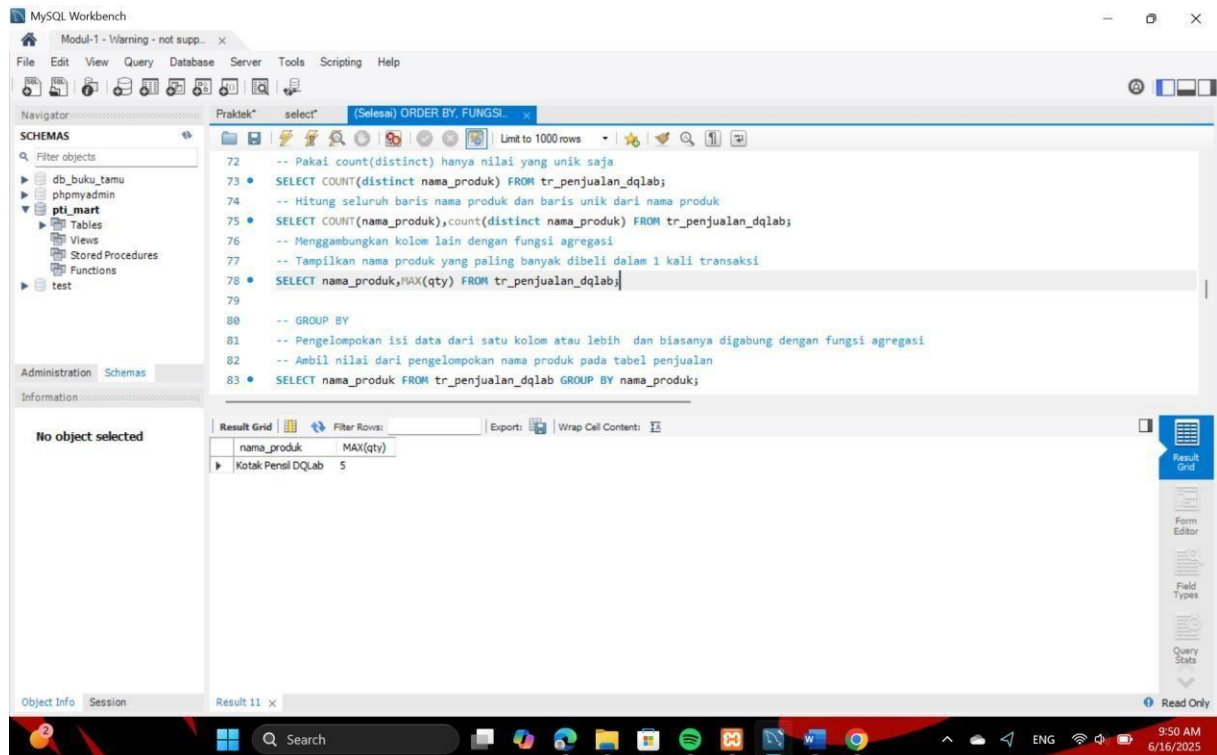 MySQL Workbench
Modul-1 - Warning - not supp...
File Edit View Query Database Server Tools Scripting Help
Navigator
Praktek* select* (Selesai) ORDER BY, FUNGSI...
SCHEMAS
Filter objects
Limit to 1000 rows
db_buku_tamu
phpmyadmin
pti_mart
Tables
Views
Stored Procedures
Functions
test
72 -- Pakai count(distinct) hanya nilai yang unik saja
73 SELECT COUNT(distinct nama_produk) FROM tr_penjualan_dqlab;
74 -- Hitung seluruh baris nama produk dan baris unik dari nama produk
75 SELECT COUNT(nama_produk),count(distinct nama_produk) FROM tr_penjualan_dqlab;
76 -- Menggambungkan kolom lain dengan fungsi agregasi
77 -- Tampilkan nama produk yang paling banyak dibeli dalam 1 kali transaksi
78 SELECT nama_produk,MAX(qty) FROM tr_penjualan_dqlab;
79
80 -- GROUP BY
81 -- Pengelompokan isi data dari satu kolom atau lebih  dan biasanya digabung dengan fungsi agregasi
82 -- Ambil nilai dari pengelompokan nama produk pada tabel penjualan
83 SELECT nama_produk FROM tr_penjualan_dqlab GROUP BY nama_produk;
Administration Schemas
Information
No object selected
Result Grid Filter Rows: Export: Wrap Cell Content:
nama_produk MAX(qty)
Kotak Pensil DQLab 5
Result
Grid
Form
Editor
Field
Types
Query
Stats
Object Info Session
Result 11
Read Only
2
Search
ENG
9:50 AM
6/16/2025